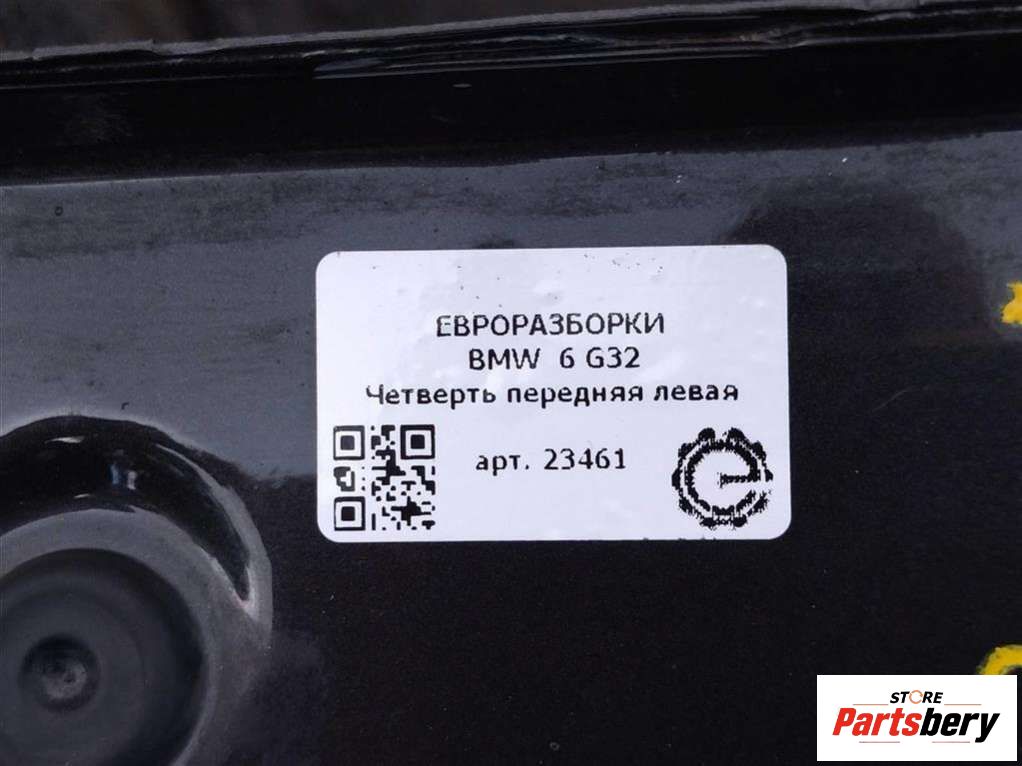 ЕВРОРАЗБОРКИ
BMW 6 G32
Четверть передняя левая
арт. 23461
STORE
Partsbery